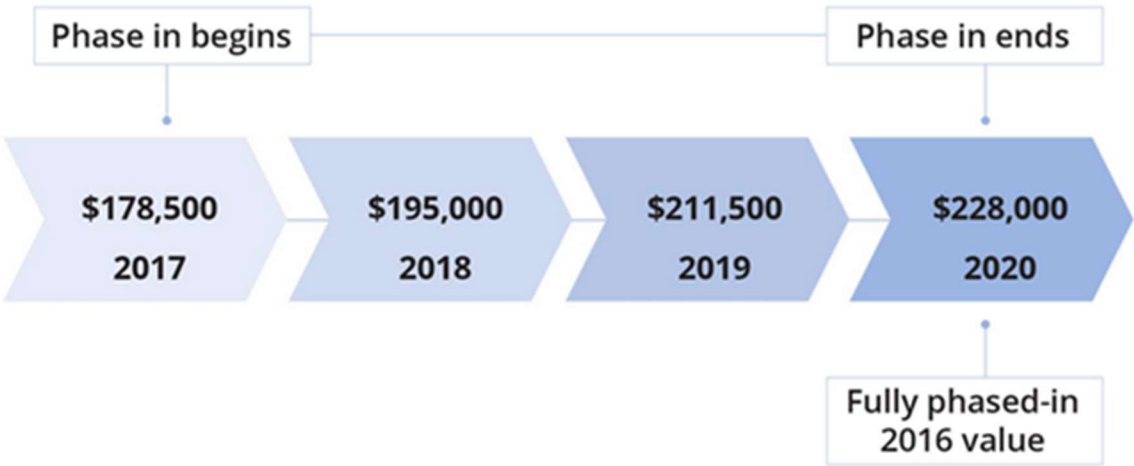 Phase in begins
Phase in ends
$178,500
2017
$195,000
2018
$211,500
2019
$228,000
2020
Fully phased-in
2016 value